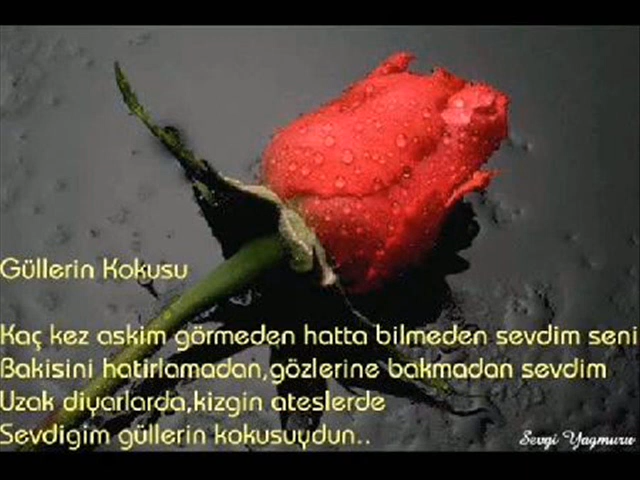 Güllerin Kokusu
Kaç kez askim görmeden hatta bilmeden sevdim seni
Bakisini hatirlamadan,gözlerine bakmadan sevdim
Uzak diyarlarda,kizgin ateslerde
Sevdigim güllerin kokusuydun..
Sevgi Yagmuru